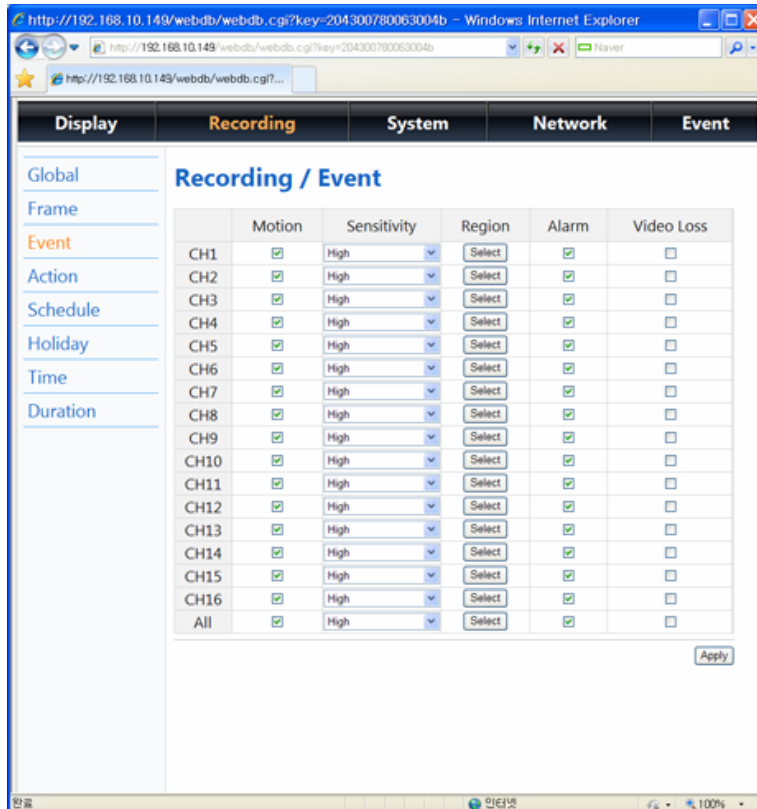 http://192.168.10.149/webdb/webdb.cgi?key=204300780063004b - Windows Internet Explorer
http://192.168.10.149/webdb/webdb.cgi?key=204300780063004b
Naver
http://192.168.10.149/webdb/webdb.cgi?...
Display Recording System Network Event
Global
Frame
Event
Action
Schedule
Holiday
Time
Duration
Recording / Event
Motion Sensitivity Region Alarm Video Loss
CH1 High Select
CH2 High Select
CH3 High Select
CH4 High Select
CH5 High Select
CH6 High Select
CH7 High Select
CH8 High Select
CH9 High Select
CH10 High Select
CH11 High Select
CH12 High Select
CH13 High Select
CH14 High Select
CH15 High Select
CH16 High Select
All High Select
Apply
완료 인터넷 100%